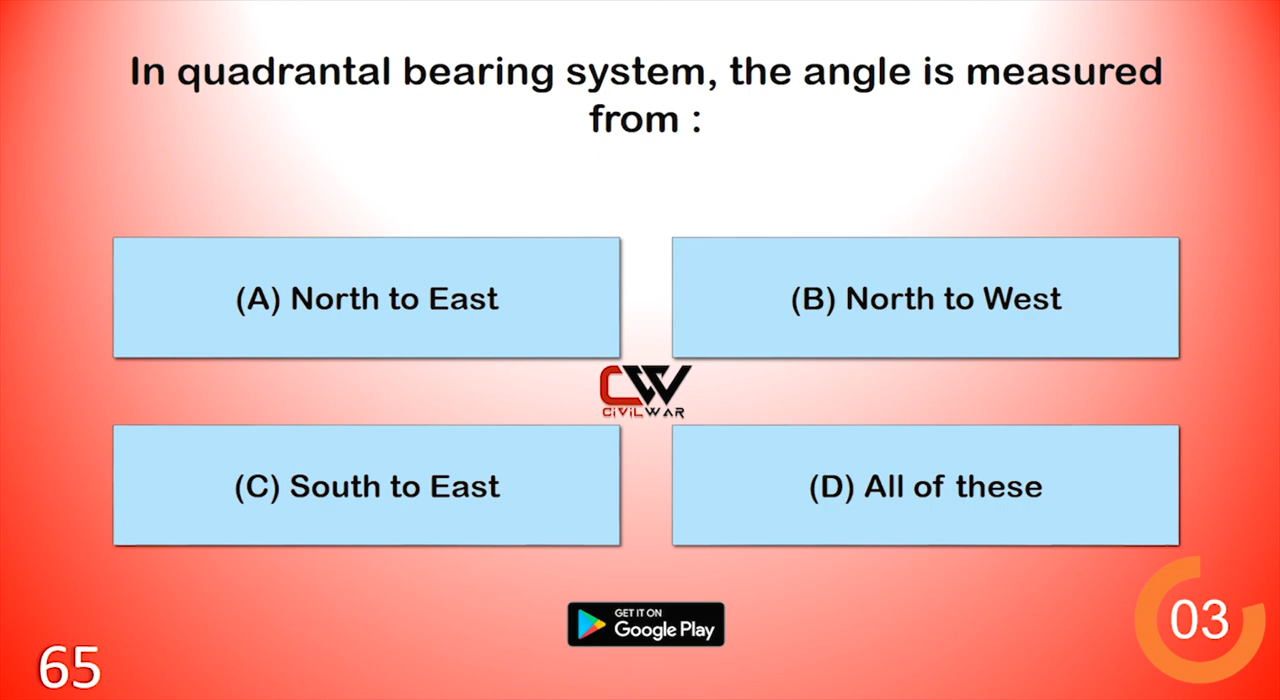 In quadrantal bearing system, the angle is measured
from :
(A) North to East
(B) North to West
CW
CIVILWAR
(C) South to East
(D) All of these
GET IT ON
Google Play
03
65